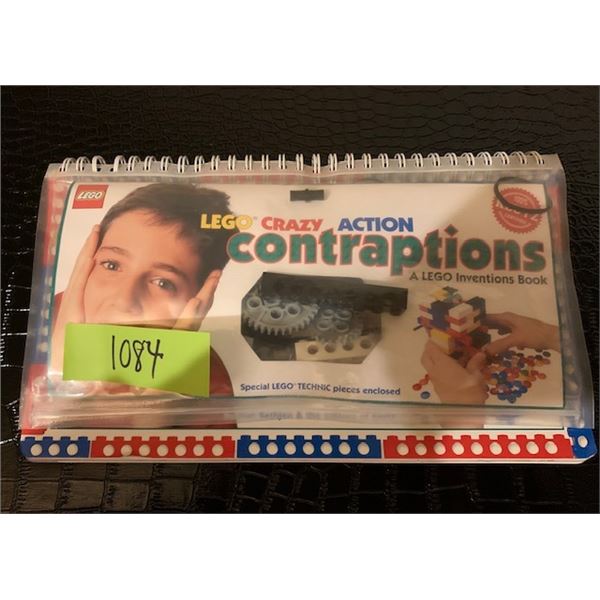 LEGO
LEGO® CRAZY ACTION
contraptions
A LEGO Inventions Book
1084
Special LEGO® TECHNIC pieces enclosed